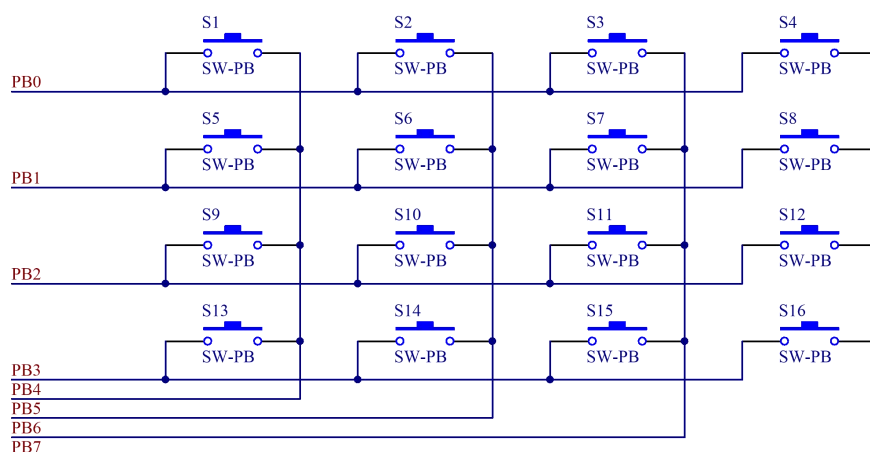 S1 S2 S3 S4
SW-PB SW-PB SW-PB SW-PB
PB0
S5 S6 S7 S8
SW-PB SW-PB SW-PB SW-PB
PB1
S9 S10 S11 S12
SW-PB SW-PB SW-PB SW-PB
PB2
S13 S14 S15 S16
SW-PB SW-PB SW-PB SW-PB
PB3
PB4
PB5
PB6
PB7